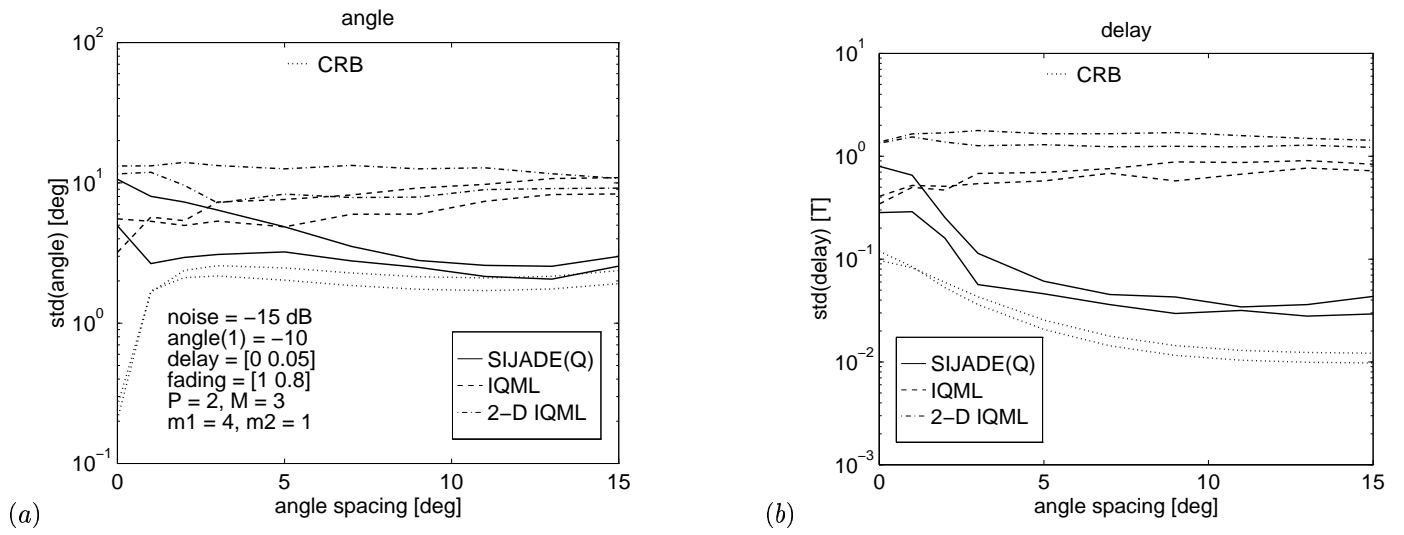 angle
10^2
10^1
10^0
10^−1
std(angle) [deg]
CRB
noise = −15 dB
angle(1) = −10
delay = [0 0.05]
fading = [1 0.8]
P = 2, M = 3
m1 = 4, m2 = 1
SIJADE(Q)
IQML
2−D IQML
0 5 10 15
angle spacing [deg]
(a)
delay
10^1
10^0
10^−1
10^−2
10^−3
std(delay) [T]
CRB
SIJADE(Q)
IQML
2−D IQML
0 5 10 15
angle spacing [deg]
(b)